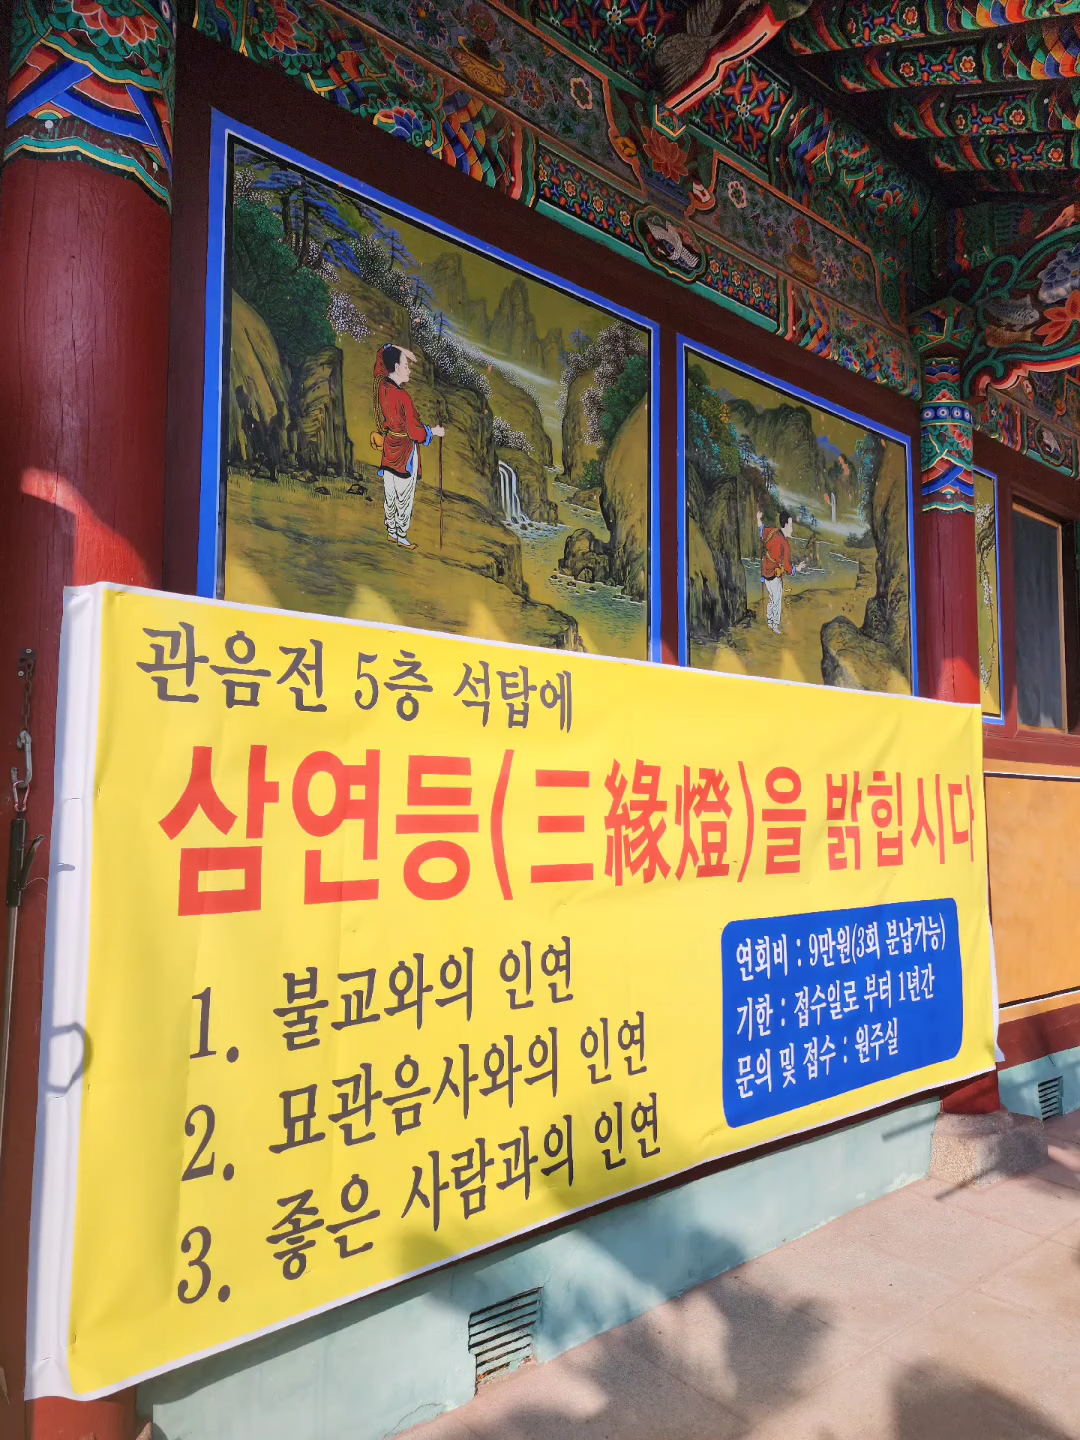 관음전 5층 석탑에
삼연등(三緣燈)을 밝힙시다
1. 불교와의 인연
2. 묘관음사와의 인연
3. 좋은 사람과의 인연
연회비 : 9만원(3회 분납가능)
기한 : 접수일로 부터 1년간
문의 및 접수 : 원주실